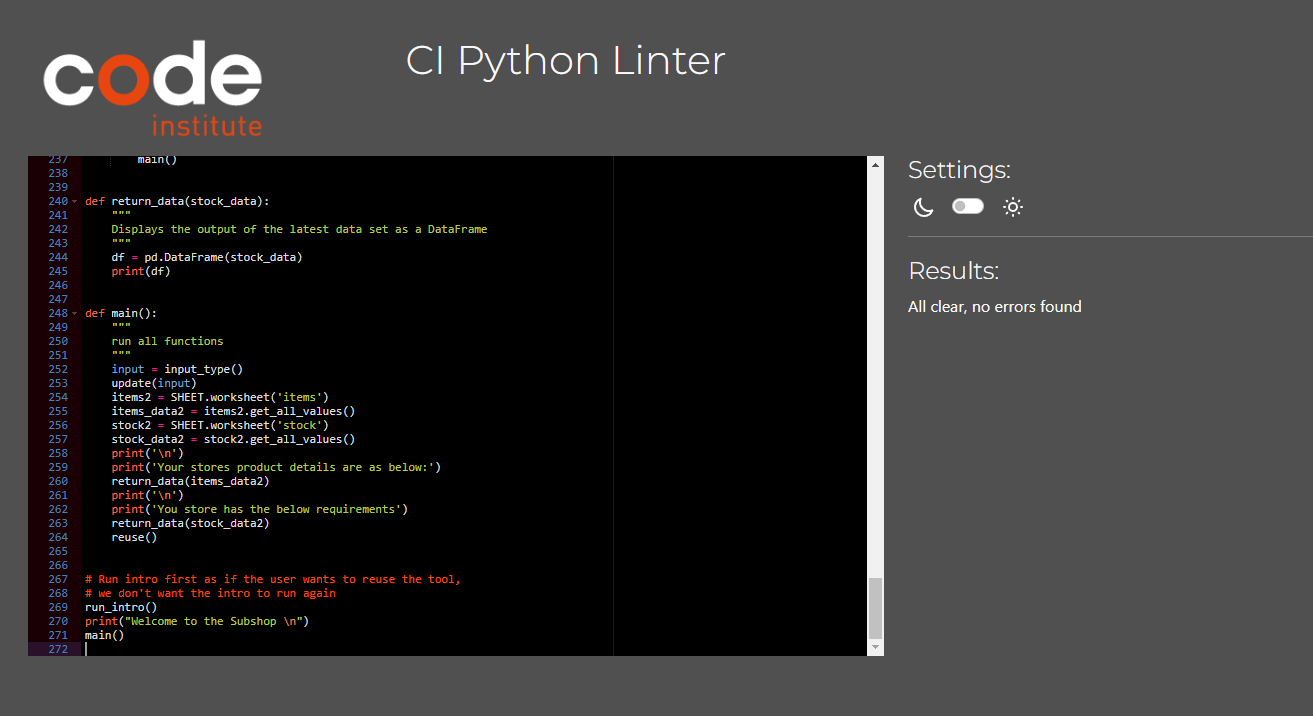 code
institute
CI Python Linter
237         main()
238
239
240 def return_data(stock_data):
241     """
242     Displays the output of the latest data set as a DataFrame
243     """
244     df = pd.DataFrame(stock_data)
245     print(df)
246
247
248 def main():
249     """
250     run all functions
251     """
252     input = input_type()
253     update(input)
254     items2 = SHEET.worksheet('items')
255     items_data2 = items2.get_all_values()
256     stock2 = SHEET.worksheet('stock')
257     stock_data2 = stock2.get_all_values()
258     print('\n')
259     print('Your stores product details are as below:')
260     return_data(items_data2)
261     print('\n')
262     print('You store has the below requirements')
263     return_data(stock_data2)
264     reuse()
265
266
267 # Run intro first as if the user wants to reuse the tool,
268 # we don't want the intro to run again
269 run_intro()
270 print("Welcome to the Subshop \n")
271 main()
272
Settings:
Results:
All clear, no errors found